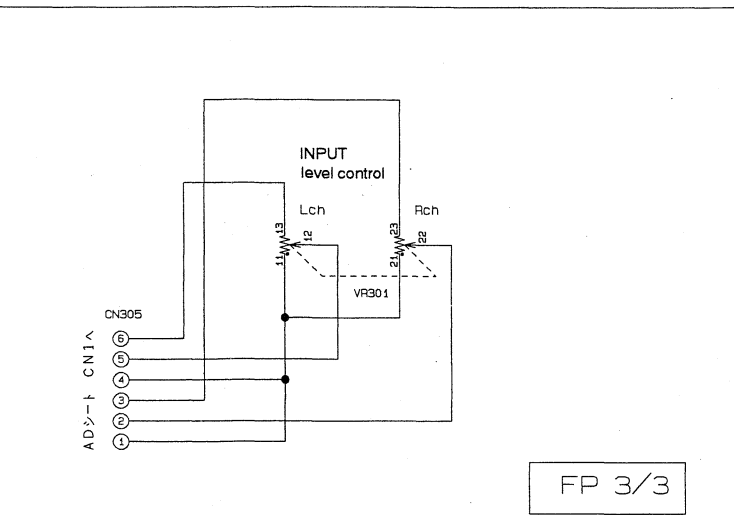 INPUT
level control
Lch
Rch
13
12
11
23
22
21
VR301
CN305
6
5
4
3
2
1
ADシート CN1へ
FP 3/3